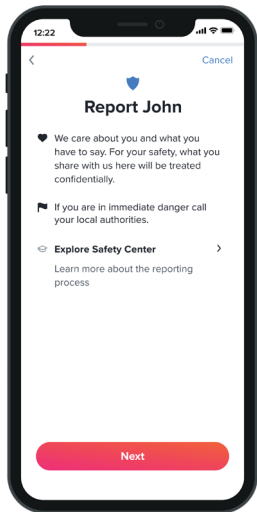 12:22
Cancel
Report John
We care about you and what you
have to say. For your safety, what you
share with us here will be treated
confidentially.
If you are in immediate danger call
your local authorities.
Explore Safety Center
Learn more about the reporting
process
Next